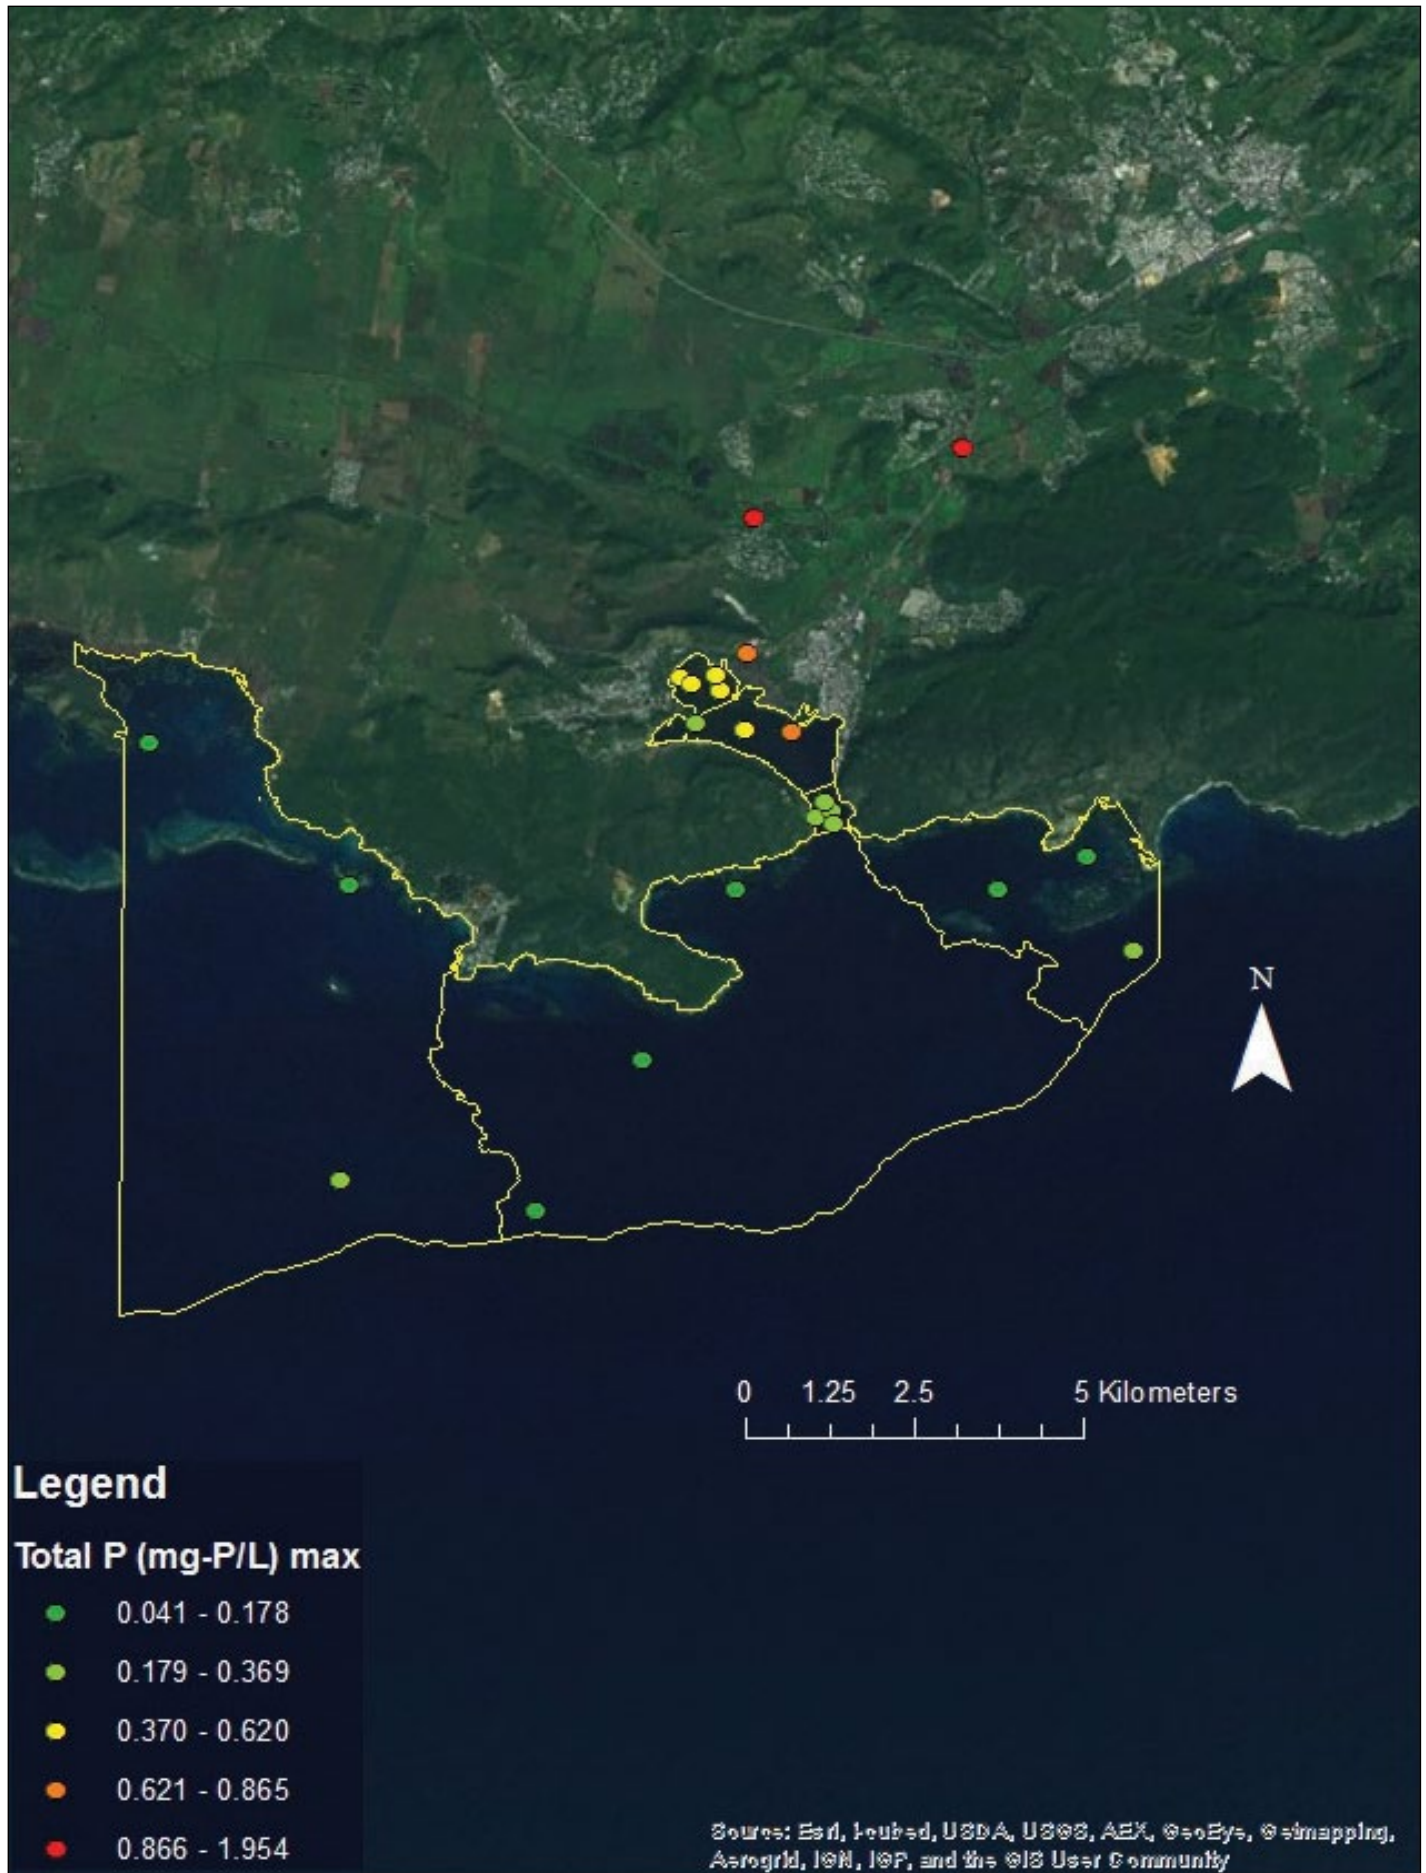 N
0 1.25 2.5 5 Kilometers
Legend
Total P (mg-P/L) max
0.041 - 0.178
0.179 - 0.369
0.370 - 0.620
0.621 - 0.865
0.866 - 1.954
Source: Esri, i-cubed, USDA, USGS, AEX, GeoEye, Getmapping,
Aerogrid, IGN, IGP, and the GIS User Community